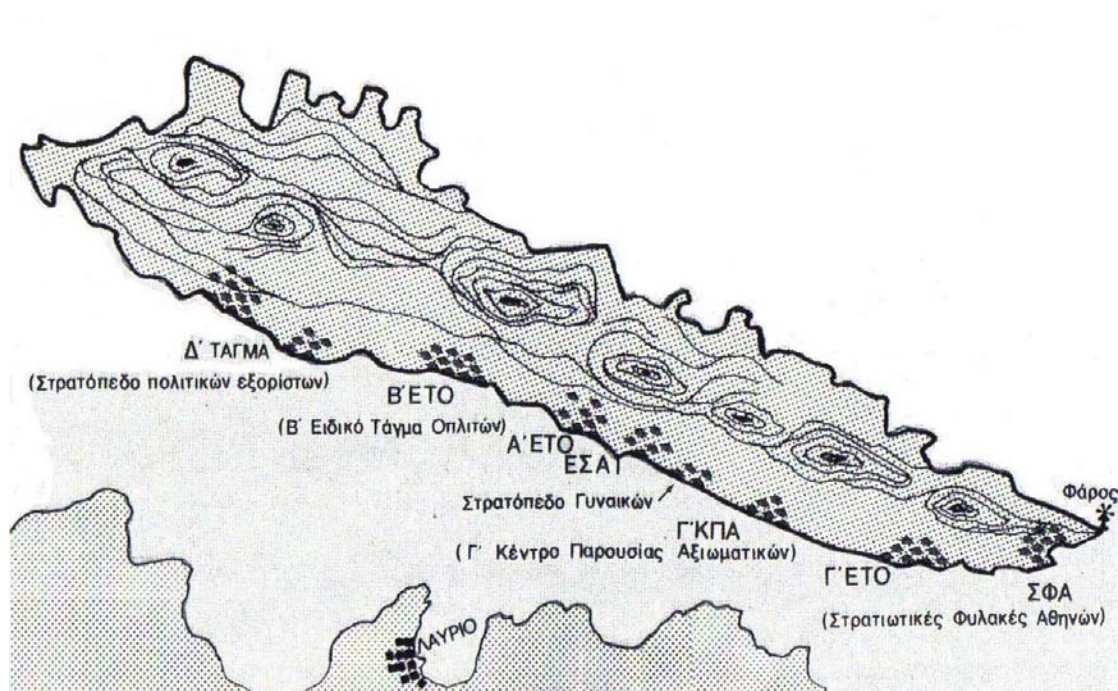 Δ΄ ΤΑΓΜΑ
(Στρατόπεδο πολιτικών εξορίστων)
Β΄ΕΤΟ
(Β΄ Ειδικό Τάγμα Οπλιτών)
Α΄ΕΤΟ
ΕΣΑΙ
Στρατόπεδο Γυναικών
Γ΄ΚΠΑ
(Γ΄ Κέντρο Παρουσίας Αξιωματικών)
Γ΄ΕΤΟ
Φάρος
ΣΦΑ
(Στρατιωτικές Φυλακές Αθηνών)
ΛΑΥΡΙΟ